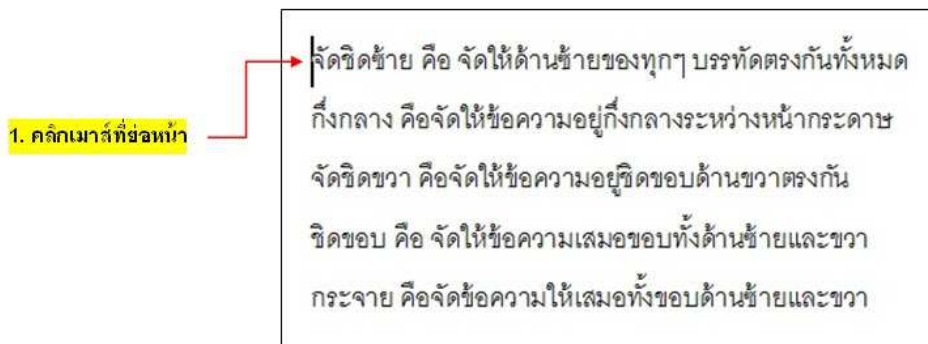 จัดชิดซ้าย คือ จัดให้ด้านซ้ายของทุกๆ บรรทัดตรงกันทั้งหมด
1. คลิกเมาส์ที่ย่อหน้า
กึ่งกลาง คือจัดให้ข้อความอยู่กึ่งกลางระหว่างหน้ากระดาษ
จัดชิดขวา คือจัดให้ข้อความอยู่ชิดขอบด้านขวาตรงกัน
ชิดขอบ คือ จัดให้ข้อความเสมอขอบทั้งด้านซ้ายและขวา
กระจาย คือจัดข้อความให้เสมอทั้งขอบด้านซ้ายและขวา